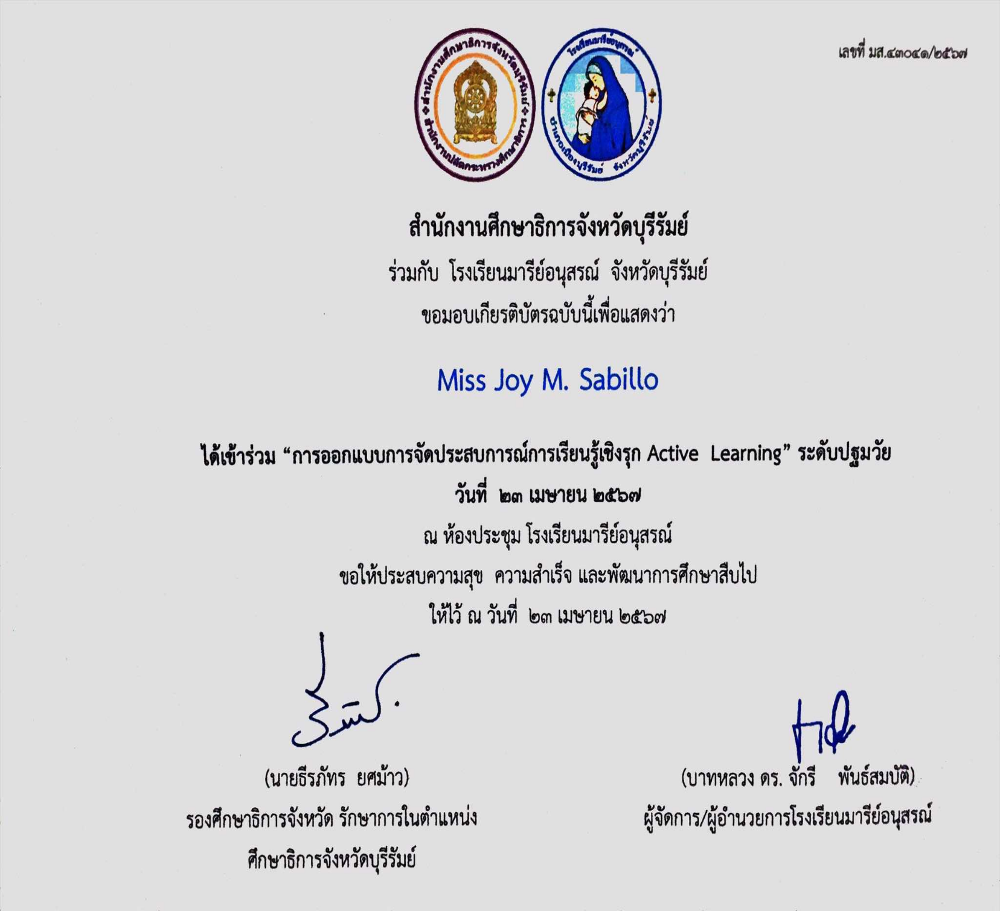 เลขที่ มส.๔๓๐๔๑/๒๕๖๗
สำนักงานศึกษาธิการจังหวัดบุรีรัมย์
สำนักงานปลัดกระทรวงศึกษาธิการ
โรงเรียนมารีย์อนุสรณ์
อำเภอเมืองบุรีรัมย์ จังหวัดบุรีรัมย์
สำนักงานศึกษาธิการจังหวัดบุรีรัมย์
ร่วมกับ โรงเรียนมารีย์อนุสรณ์ จังหวัดบุรีรัมย์
ขอมอบเกียรติบัตรฉบับนี้เพื่อแสดงว่า
Miss Joy M. Sabillo
ได้เข้าร่วม “การออกแบบการจัดประสบการณ์การเรียนรู้เชิงรุก Active Learning” ระดับปฐมวัย
วันที่ ๒๓ เมษายน ๒๕๖๗
ณ ห้องประชุม โรงเรียนมารีย์อนุสรณ์
ขอให้ประสบความสุข ความสำเร็จ และพัฒนาการศึกษาสืบไป
ให้ไว้ ณ วันที่ ๒๓ เมษายน ๒๕๖๗
(นายธีรภัทร ยศม้าว)
รองศึกษาธิการจังหวัด รักษาการในตำแหน่ง
ศึกษาธิการจังหวัดบุรีรัมย์
(บาทหลวง ดร. จักรี พันธ์สมบัติ)
ผู้จัดการ/ผู้อำนวยการโรงเรียนมารีย์อนุสรณ์